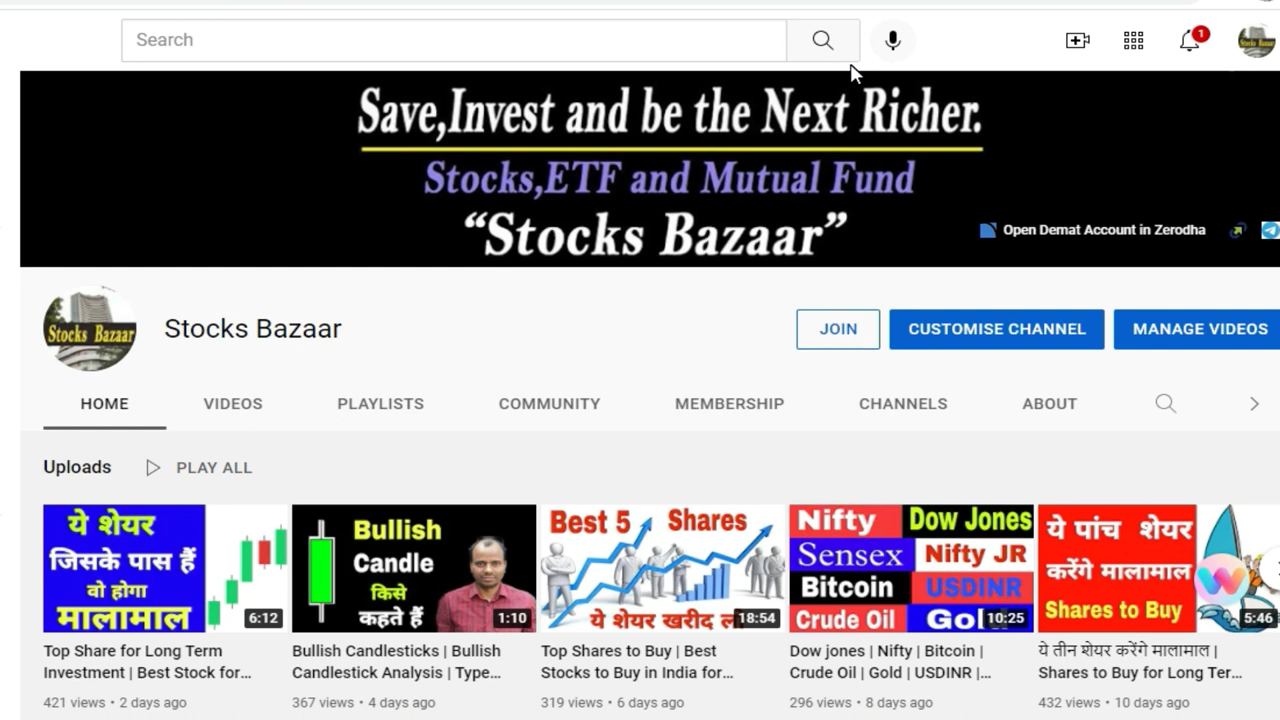 Search
1
Save,Invest and be the Next Richer.
Stocks,ETF and Mutual Fund
“Stocks Bazaar”
Open Demat Account in Zerodha
Stocks Bazaar
Stocks Bazaar
JOIN
CUSTOMISE CHANNEL
MANAGE VIDEOS
HOME
VIDEOS
PLAYLISTS
COMMUNITY
MEMBERSHIP
CHANNELS
ABOUT
Uploads
PLAY ALL
ये शेयर
जिसके पास हैं
वो होगा
मालामाल
6:12
Bullish
Candle
किसे
कहते हैं
1:10
Best 5 Shares
ये शेयर खरीद
18:54
Nifty
Dow Jones
Sensex
Nifty JR
Bitcoin
USDINR
Crude Oil
10:25
ये पांच शेयर
करेंगे मालामाल
Shares to Buy
5:46
Top Share for Long Term
Investment | Best Stock for...
421 views • 2 days ago
Bullish Candlesticks | Bullish
Candlestick Analysis | Type...
367 views • 4 days ago
Top Shares to Buy | Best
Stocks to Buy in India for...
319 views • 6 days ago
Dow jones | Nifty | Bitcoin |
Crude Oil | Gold | USDINR |...
296 views • 8 days ago
ये तीन शेयर करेंगे मालामाल |
Shares to Buy for Long Ter...
432 views • 10 days ago